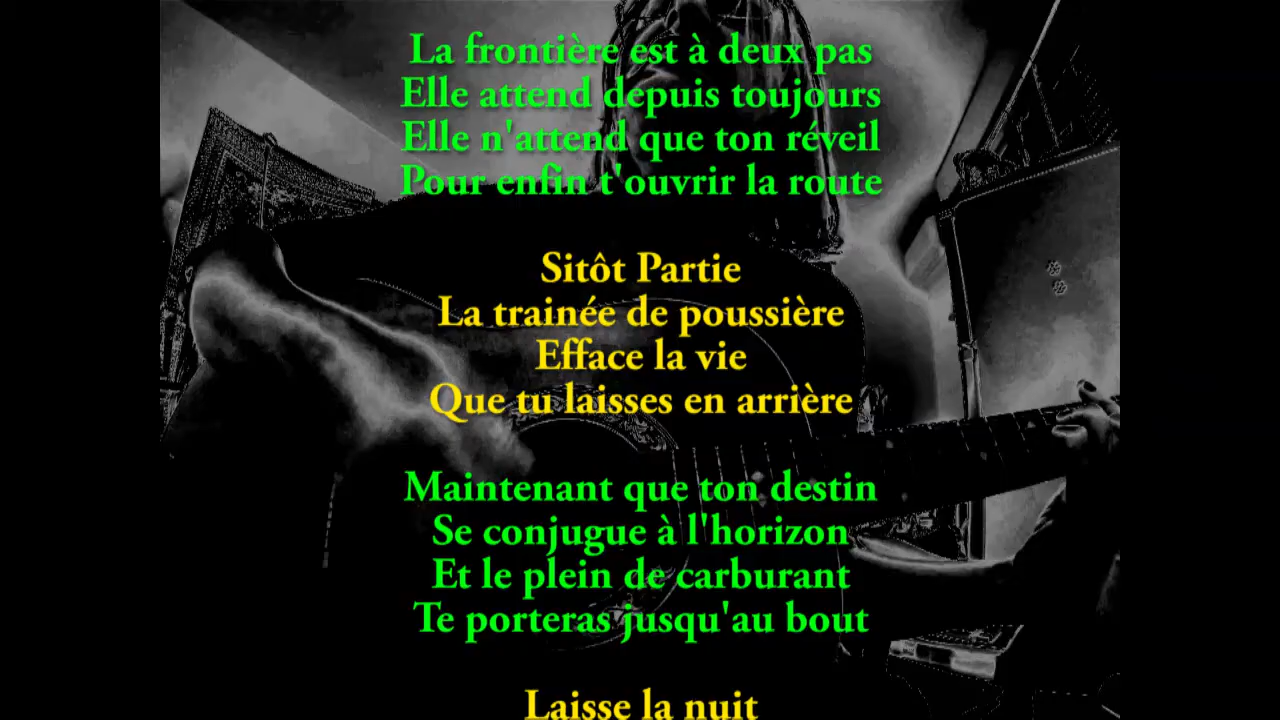 La frontière est à deux pas
Elle attend depuis toujours
Elle n'attend que ton réveil
Pour enfin t'ouvrir la route
Sitôt Partie
La trainée de poussière
Efface la vie
Que tu laisses en arrière
Maintenant que ton destin
Se conjugue à l'horizon
Et le plein de carburant
Te porteras jusqu'au bout
Laisse la nuit